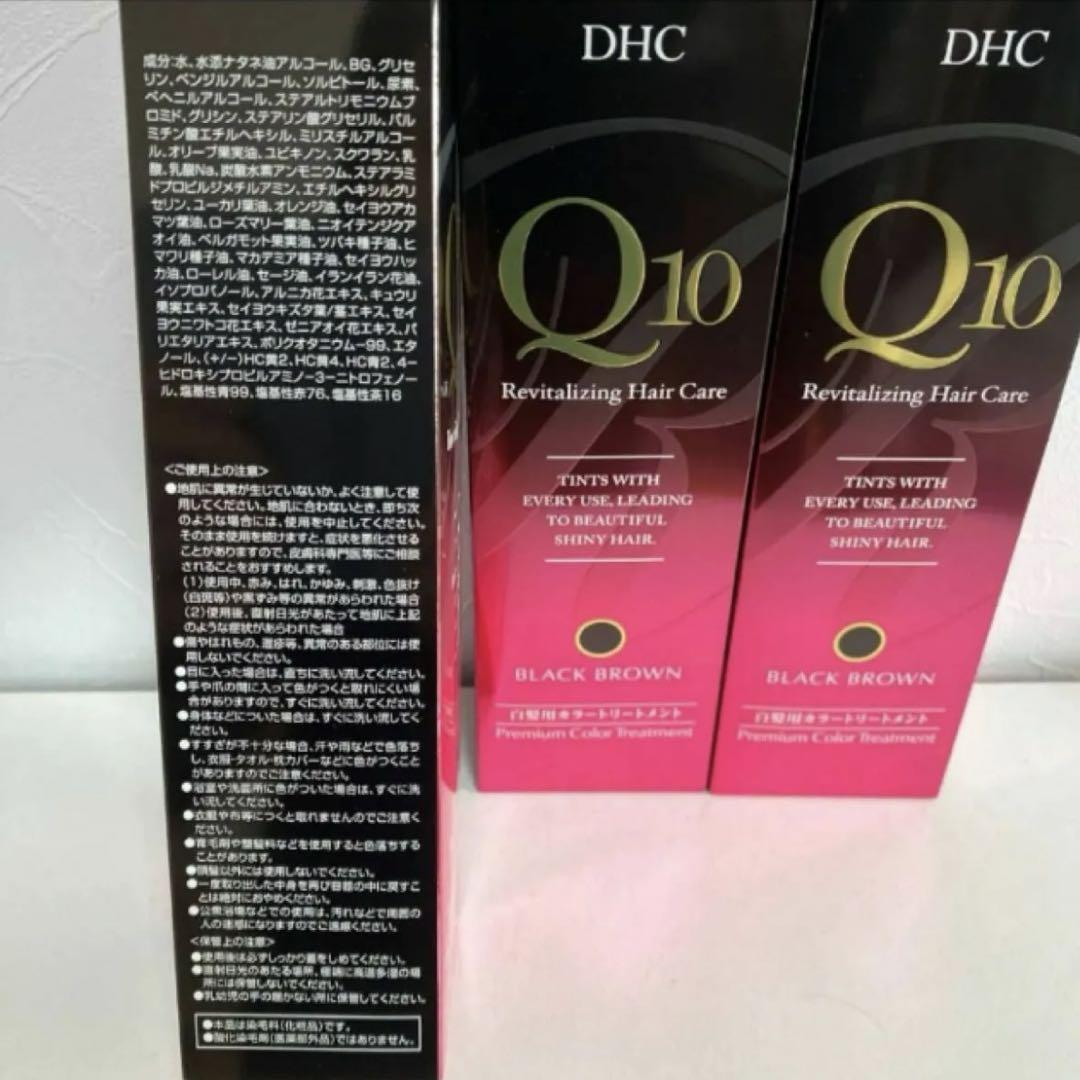 成分:水、水添ナタネ油アルコール、BG、グリセ
リン、ベンジルアルコール、ソルビトール、尿素、
ベヘニルアルコール、ステアルトリモニウムブ
ロミド、グリシン、ステアリン酸グリセリル、パル
ミチン酸エチルヘキシル、ミリスチルアルコー
ル、オリーブ果実油、ユビキノン、スクワラン、乳
酸、乳酸Na、炭酸水素アンモニウム、ステアラミ
ドプロピルジメチルアミン、エチルヘキシルグリ
セリン、ユーカリ葉油、オレンジ油、セイヨウアカ
マツ葉油、ローズマリー葉油、ニオイテンジクア
オイ油、ベルガモット果実油、ツバキ種子油、ヒ
マワリ種子油、マカデミア種子油、セイヨウハッ
カ油、ローレル油、セージ油、イランイラン花油、
イソプロパノール、アルニカ花エキス、キュウリ
果実エキス、セイヨウキズタ葉/茎エキス、セイ
ヨウニワトコ花エキス、ゼニアオイ花エキス、パ
リエタリアエキス、ポリクオタニウム-99、エタ
ノール、(+/-)HC黄2、HC黄4、HC青2、4-
ヒドロキシプロピルアミノ-3-ニトロフェノー
ル、塩基性青99、塩基性赤76、塩基性茶16
<ご使用上の注意>
●地肌に異常が生じていないか、よく注意して使
用してください。地肌に合わないとき、即ち次
のような場合には、使用を中止してください。
そのまま使用を続けますと、症状を悪化させる
ことがありますので、皮膚科専門医等にご相談
されることをおすすめします。
(1)使用中、赤み、はれ、かゆみ、刺激、色抜け
(白斑等)や黒ずみ等の異常があらわれた場合
(2)使用後、直射日光があたって地肌に上記
のような症状があらわれた場合
●傷やはれもの、湿疹等、異常のある部位には使
用しないでください。
●目に入った場合は、直ちに洗い流してください。
●手や爪の間に入って色がつくと取れにくい場
合がありますので、すぐに洗い流してください。
●身体などについた場合は、すぐに洗い流してく
ださい。
●すすぎが不十分な場合、汗や雨などで色落ち
し、衣服・タオル・枕カバーなどに色がつくこと
がありますのでご注意ください。
●浴室や洗面所に色がついた場合は、すぐに洗
い流してください。
●衣服や布等につくと取れませんのでご注意く
ださい。
●育毛剤や整髪料などを使用すると色落ちする
ことがあります。
●頭髪以外には使用しないでください。
●一度取り出した中身を再び容器の中に戻すこ
とは絶対におやめください。
●公衆浴場などでの使用は、汚れなどで周囲の
人の迷惑になりますのでご遠慮ください。
<保管上の注意>
●使用後は必ずしっかり蓋をしめてください。
●直射日光のあたる場所、極端に高温多湿の場
所には保管しないでください。
●乳幼児の手の届かない所に保管してください。
●本品は染毛料(化粧品)です。
●酸化染毛剤(医薬部外品)ではありません。
DHC
Q10
Revitalizing Hair Care
TINTS WITH
EVERY USE, LEADING
TO BEAUTIFUL
SHINY HAIR.
BLACK BROWN
白髪用カラートリートメント
Premium Color Treatment
DHC
Q10
Revitalizing Hair Care
TINTS WITH
EVERY USE, LEADING
TO BEAUTIFUL
SHINY HAIR.
BLACK BROWN
白髪用カラートリートメント
Premium Color Treatment